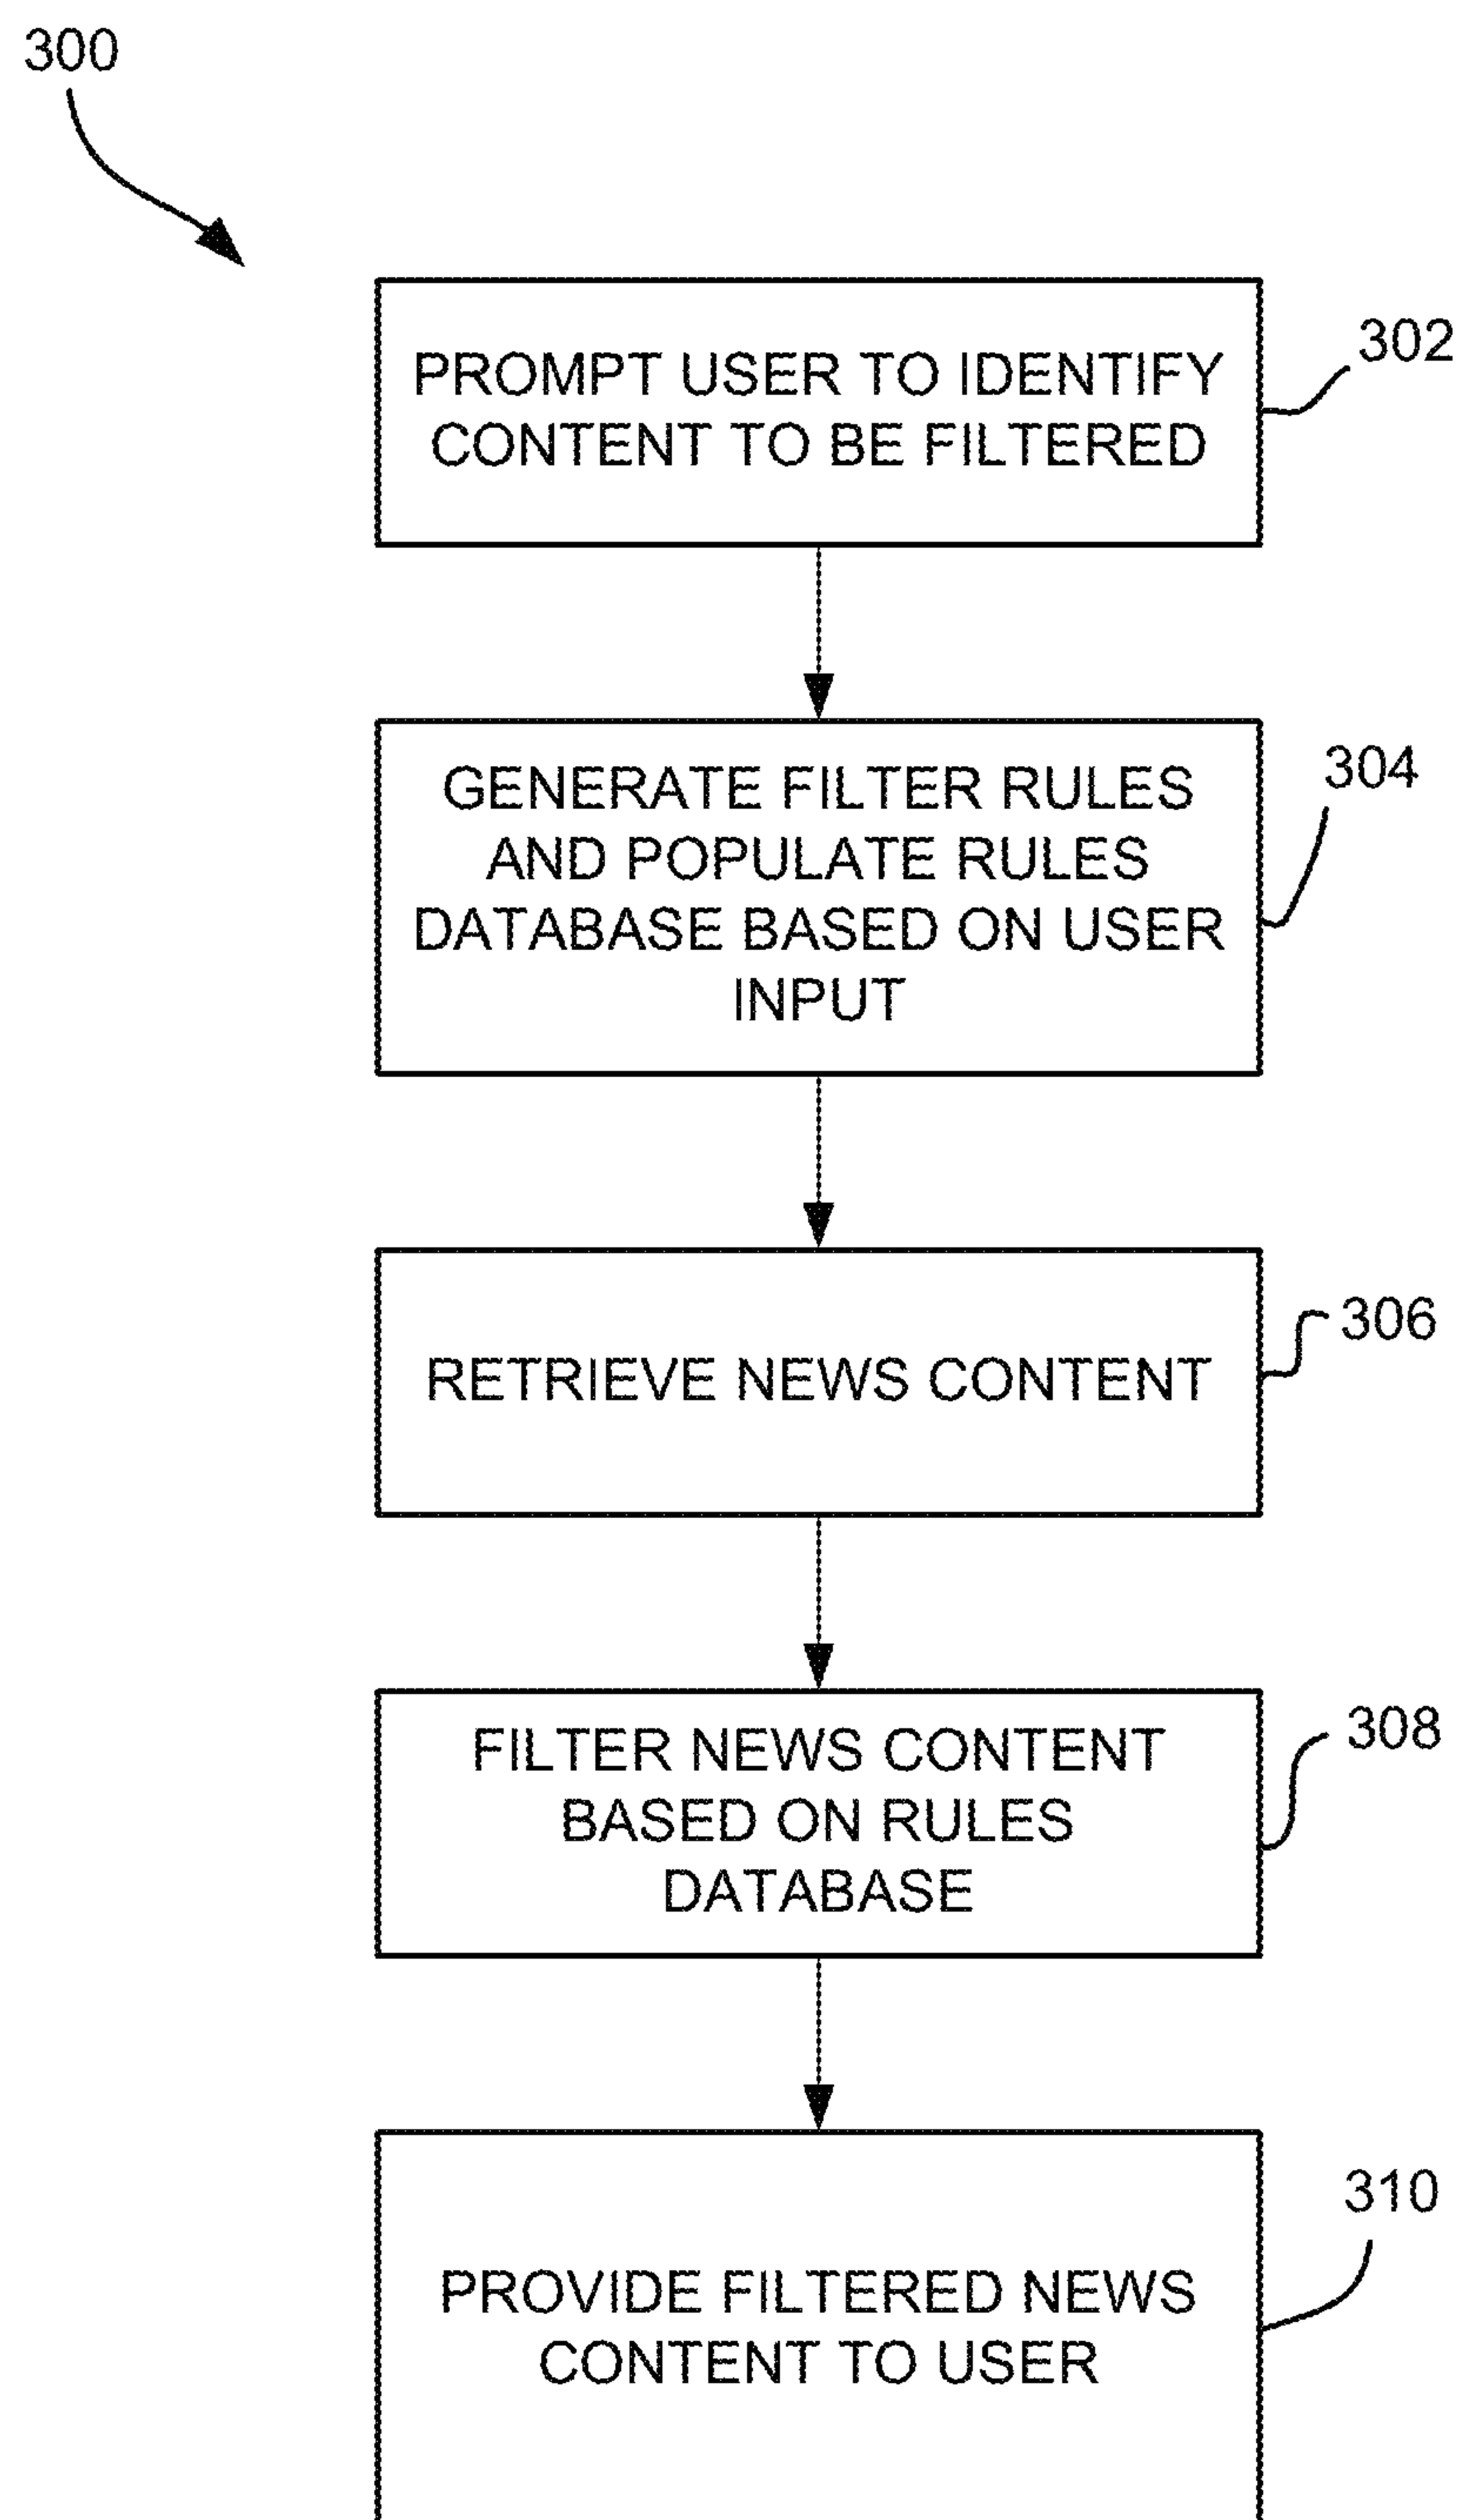 300
PROMPT USER TO IDENTIFY
CONTENT TO BE FILTERED
302
GENERATE FILTER RULES
AND POPULATE RULES
DATABASE BASED ON USER
INPUT
304
RETRIEVE NEWS CONTENT
306
FILTER NEWS CONTENT
BASED ON RULES
DATABASE
308
PROVIDE FILTERED NEWS
CONTENT TO USER
310